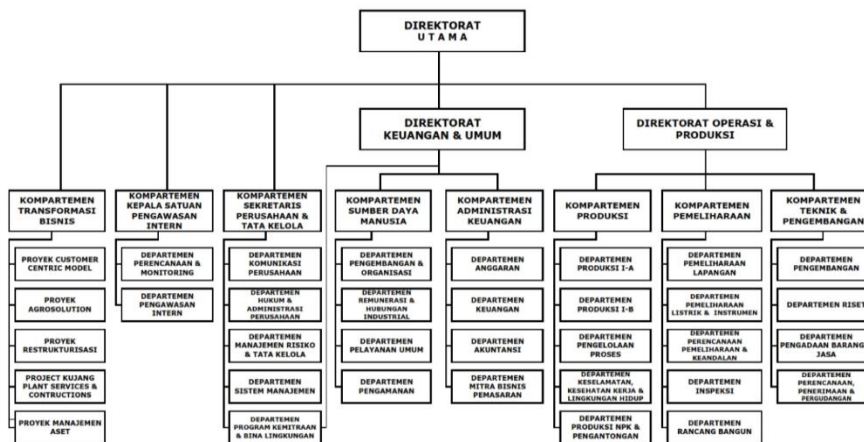 DIREKTORAT
U T A M A
DIREKTORAT
KEUANGAN & UMUM
DIREKTORAT OPERASI &
PRODUKSI
KOMPARTEMEN
TRANSFORMASI
BISNIS
PROYEK CUSTOMER
CENTRIC MODEL
PROYEK
AGROSOLUTION
PROYEK
RESTRUKTURISASI
PROJECT KUJANG
PLANT SERVICES &
CONTRUCTIONS
PROYEK MANAJEMEN
ASET
KOMPARTEMEN
KEPALA SATUAN
PENGAWASAN
INTERN
DEPARTEMEN
PERENCANAAN &
MONITORING
DEPARTEMEN
PENGAWASAN
INTERN
KOMPARTEMEN
SEKRETARIS
PERUSAHAAN &
TATA KELOLA
DEPARTEMEN
KOMUNIKASI
PERUSAHAAN
DEPARTEMEN
HUKUM &
ADMINISTRASI
PERUSAHAAN
DEPARTEMEN
MANAJEMEN RISIKO
& TATA KELOLA
DEPARTEMEN
SISTEM MANAJEMEN
DEPARTEMEN
PROGRAM KEMITRAAN
& BINA LINGKUNGAN
KOMPARTEMEN
SUMBER DAYA
MANUSIA
DEPARTEMEN
PENGEMBANGAN &
ORGANISASI
DEPARTEMEN
REMUNERASI &
HUBUNGAN
INDUSTRIAL
DEPARTEMEN
PELAYANAN UMUM
DEPARTEMEN
PENGAMANAN
KOMPARTEMEN
ADMINISTRASI
KEUANGAN
DEPARTEMEN
ANGGARAN
DEPARTEMEN
KEUANGAN
DEPARTEMEN
AKUNTANSI
DEPARTEMEN
MITRA BISNIS
PEMASARAN
KOMPARTEMEN
PRODUKSI
DEPARTEMEN
PRODUKSI I-A
DEPARTEMEN
PRODUKSI I-B
DEPARTEMEN
PENGELOLAAN
PROSES
DEPARTEMEN
KESELAMATAN,
KESEHATAN KERJA &
LINGKUNGAN HIDUP
DEPARTEMEN
PRODUKSI NPK &
PENGANTONGAN
KOMPARTEMEN
PEMELIHARAAN
DEPARTEMEN
PEMELIHARAAN
LAPANGAN
DEPARTEMEN
PEMELIHARAAN
LISTRIK & INSTRUMEN
DEPARTEMEN
PERENCANAAN
PEMELIHARAAN &
KEANDALAN
DEPARTEMEN
INSPEKSI
DEPARTEMEN
RANCANG BANGUN
KOMPARTEMEN
TEKNIK &
PENGEMBANGAN
DEPARTEMEN
PENGEMBANGAN
DEPARTEMEN RISET
DEPARTEMEN
PENGADAAN BARANG
JASA
DEPARTEMEN
PERENCANAAN,
PENERIMAAN &
PERGUDANGAN